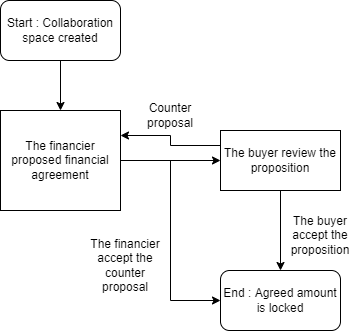 Start : Collaboration
space created
Counter
proposal
The financier
proposed financial
agreement
The buyer review the
proposition
The buyer
accept the
proposition
The financier
accept the
counter
proposal
End : Agreed amount
is locked